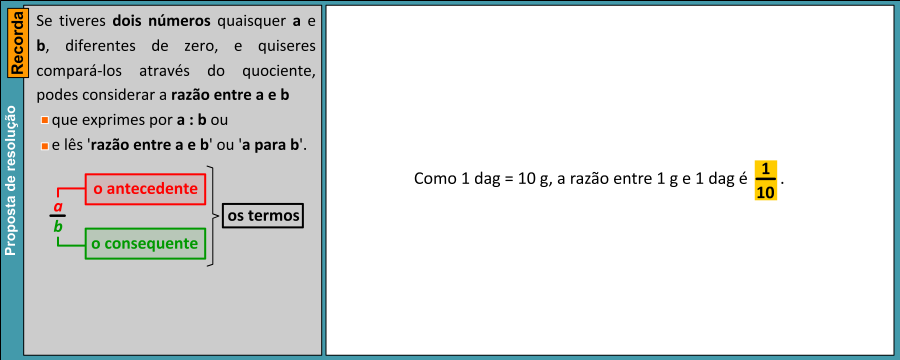 Recorda
Proposta de resolução
Se tiveres dois números quaisquer a e
b, diferentes de zero, e quiseres
compará-los através do quociente,
podes considerar a razão entre a e b
que exprimes por a : b ou
e lês 'razão entre a e b' ou 'a para b'.
a
b
o antecedente
o consequente
os termos
Como 1 dag = 10 g, a razão entre 1 g e 1 dag é 1/10 .